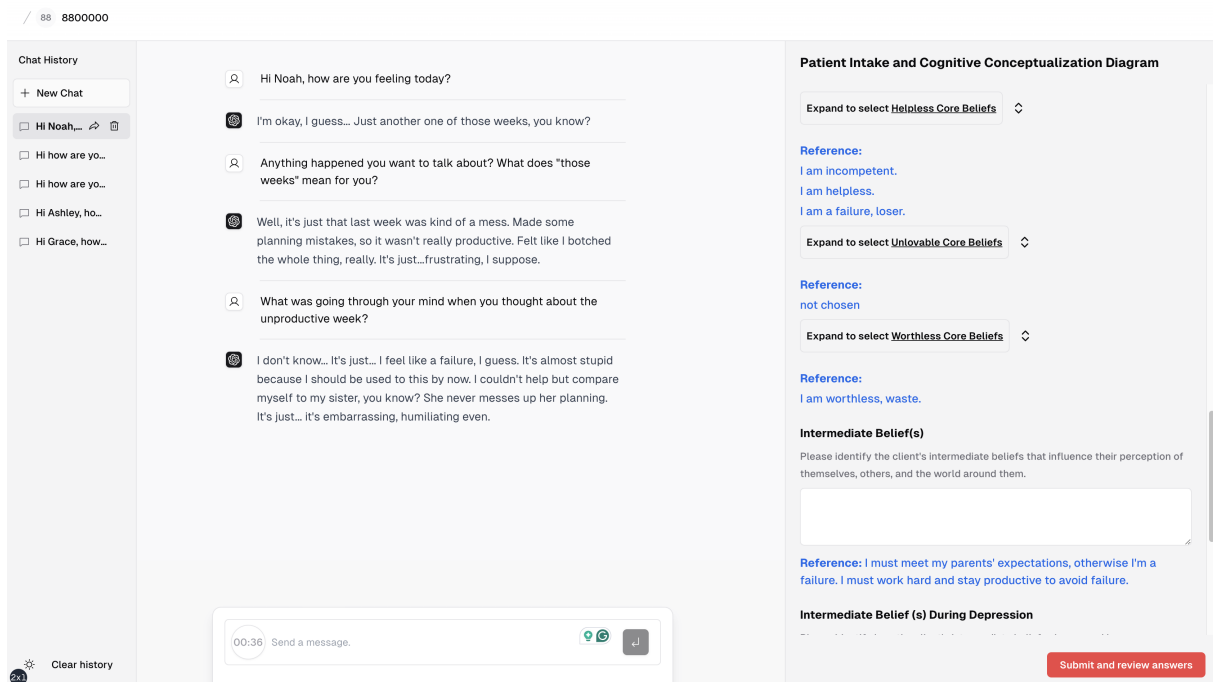 / 88 8800000
Chat History
+ New Chat
Hi Noah,...
Hi how are yo...
Hi how are yo...
Hi Ashley, ho...
Hi Grace, how...
Clear history
2x1
Hi Noah, how are you feeling today?
I'm okay, I guess... Just another one of those weeks, you know?
Anything happened you want to talk about? What does "those
weeks" mean for you?
Well, it's just that last week was kind of a mess. Made some
planning mistakes, so it wasn't really productive. Felt like I botched
the whole thing, really. It's just...frustrating, I suppose.
What was going through your mind when you thought about the
unproductive week?
I don't know... It's just... I feel like a failure, I guess. It's almost stupid
because I should be used to this by now. I couldn't help but compare
myself to my sister, you know? She never messes up her planning.
It's just... it's embarrassing, humiliating even.
00:36 Send a message.
Patient Intake and Cognitive Conceptualization Diagram
Expand to select Helpless Core Beliefs
Reference:
I am incompetent.
I am helpless.
I am a failure, loser.
Expand to select Unlovable Core Beliefs
Reference:
not chosen
Expand to select Worthless Core Beliefs
Reference:
I am worthless, waste.
Intermediate Belief(s)
Please identify the client's intermediate beliefs that influence their perception of
themselves, others, and the world around them.
Reference: I must meet my parents' expectations, otherwise I'm a
failure. I must work hard and stay productive to avoid failure.
Intermediate Belief (s) During Depression
Submit and review answers